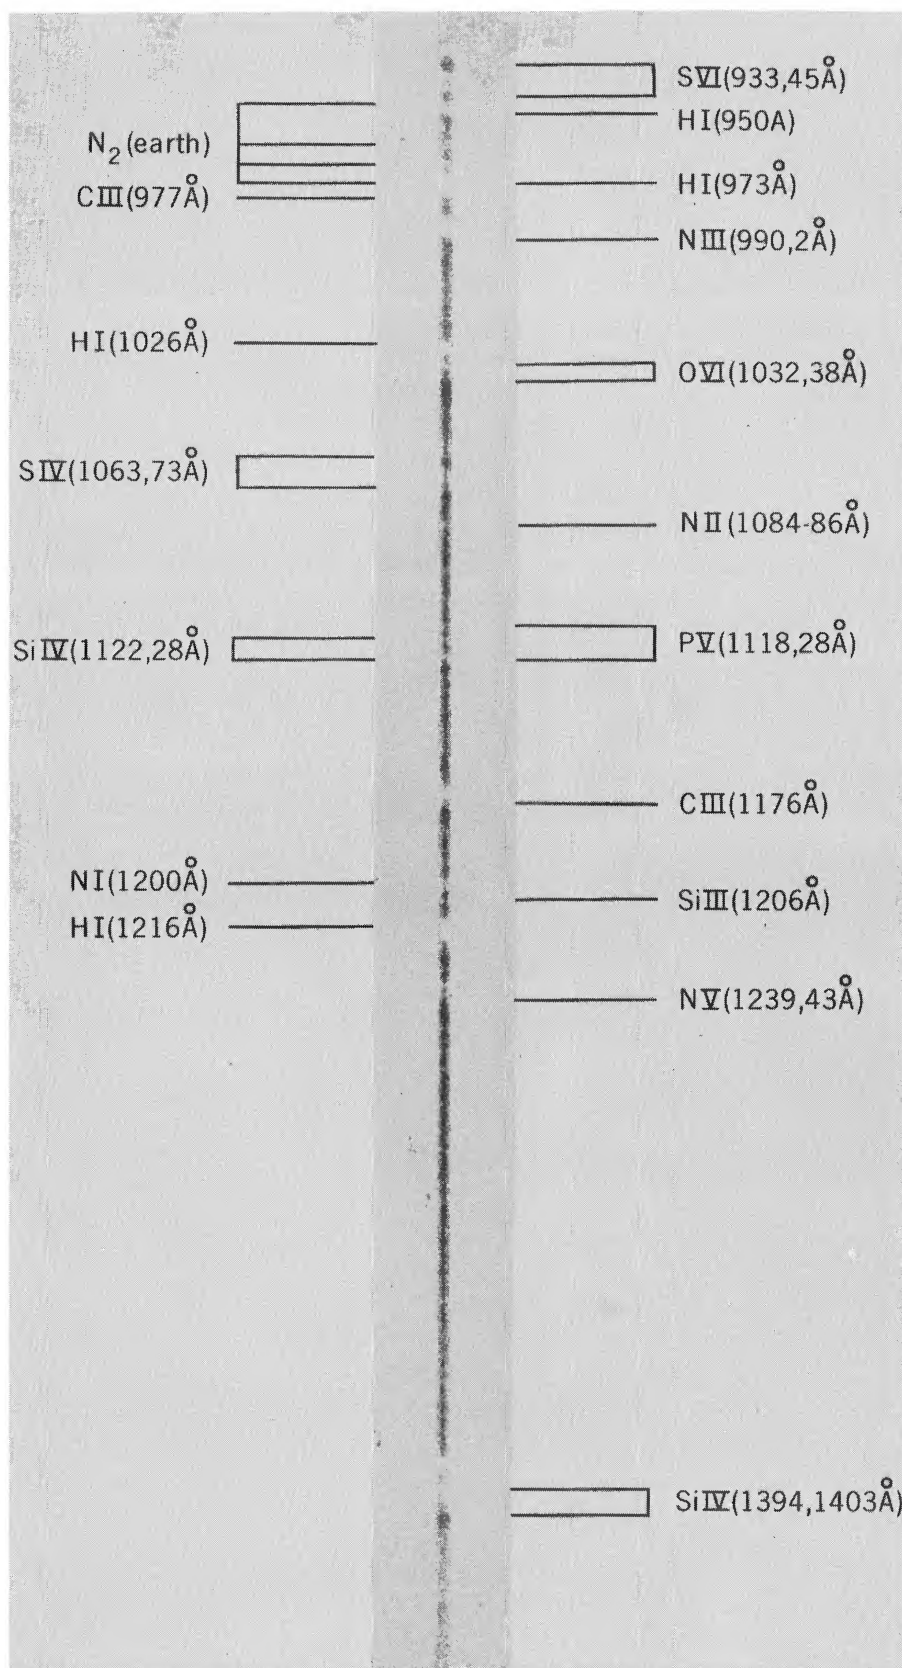 SVI(933,45Å)
HI(950A)
N₂(earth)
HI(973Å)
CIII(977Å)
NIII(990,2Å)
HI(1026Å)
OVI(1032,38Å)
SIV(1063,73Å)
NII(1084-86Å)
SiIV(1122,28Å)
PV(1118,28Å)
CIII(1176Å)
NI(1200Å)
SiIII(1206Å)
HI(1216Å)
NV(1239,43Å)
SiIV(1394,1403Å)